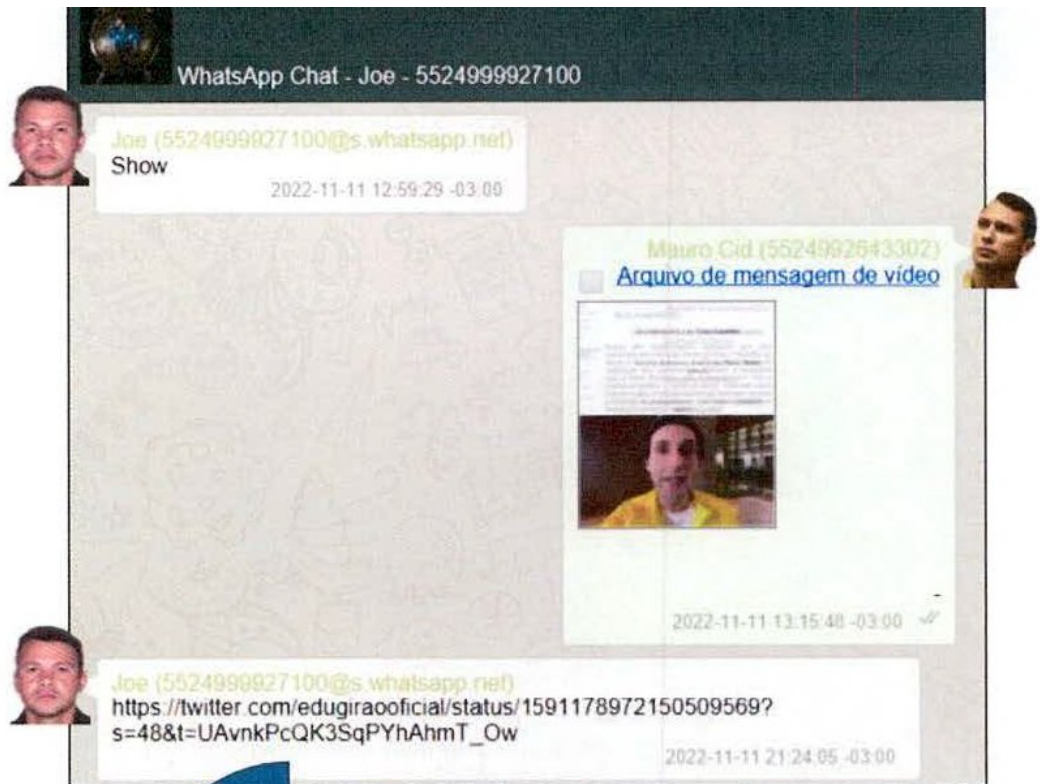 WhatsApp Chat - Joe - 5524999927100
Joe (5524999927100@s.whatsapp.net)
Show
2022-11-11 12:59:29 -03:00
Mauro Cid (5524992643302)
Arquivo de mensagem de vídeo
-
2022-11-11 13:15:48 -03:00
Joe (5524999927100@s.whatsapp.net)
https://twitter.com/edugiraooficial/status/1591178972150509569?
s=48&t=UAvnkPcQK3SqPYhAhmT_Ow
2022-11-11 21:24:05 -03:00